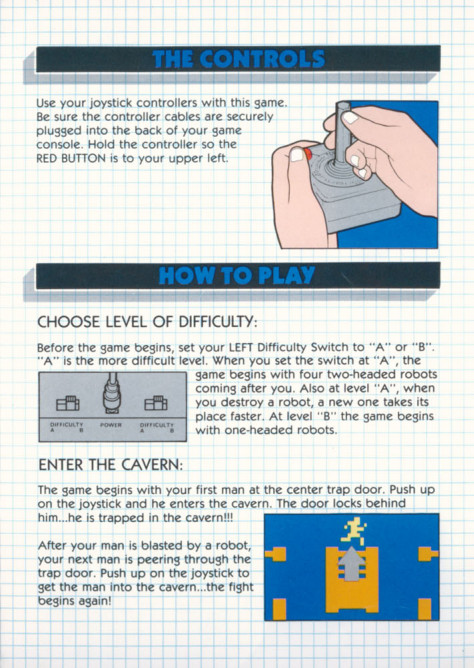 THE CONTROLS
Use your joystick controllers with this game.
Be sure the controller cables are securely
plugged into the back of your game
console. Hold the controller so the
RED BUTTON is to your upper left.
HOW TO PLAY
CHOOSE LEVEL OF DIFFICULTY:
Before the game begins, set your LEFT Difficulty Switch to "A" or "B".
"A" is the more difficult level. When you set the switch at "A", the
game begins with four two-headed robots
coming after you. Also at level "A", when
you destroy a robot, a new one takes its
place faster. At level "B" the game begins
with one-headed robots.
DIFFICULTY POWER DIFFICULTY
A B A B
ENTER THE CAVERN:
The game begins with your first man at the center trap door. Push up
on the joystick and he enters the cavern. The door locks behind
him...he is trapped in the cavern!!!
After your man is blasted by a robot,
your next man is peering through the
trap door. Push up on the joystick to
get the man into the cavern...the fight
begins again!